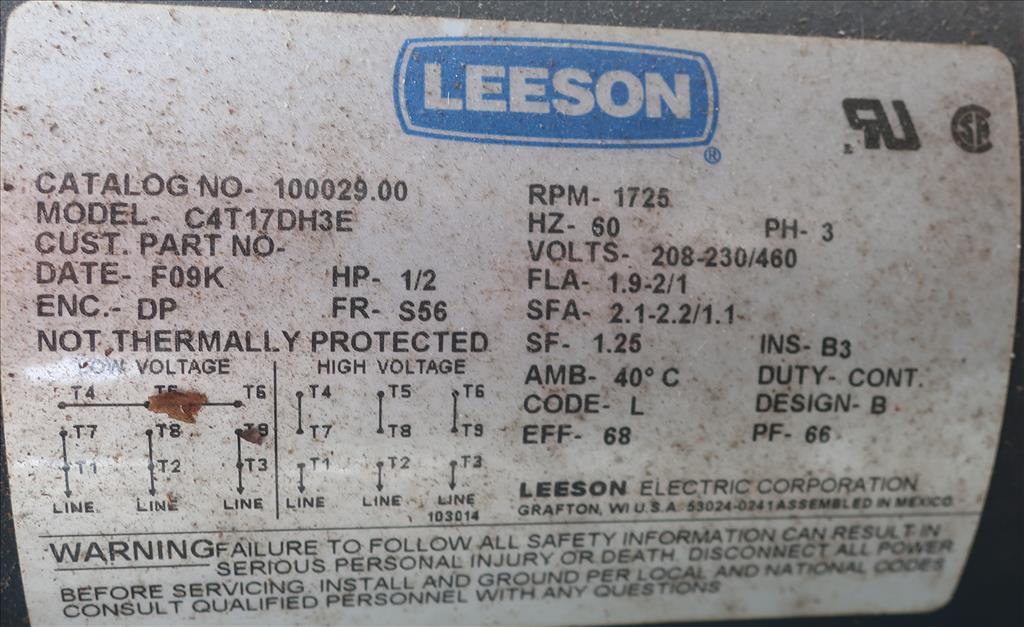 LEESON
®
CATALOG NO- 100029.00
MODEL- C4T17DH3E
CUST. PART NO-
DATE- F09K HP- 1/2
ENC.- DP FR- S56
NOT THERMALLY PROTECTED
RPM- 1725
HZ- 60 PH- 3
VOLTS- 208-230/460
FLA- 1.9-2/1
SFA- 2.1-2.2/1.1
SF- 1.25 INS- B3
AMB- 40° C DUTY- CONT.
CODE- L DESIGN- B
EFF- 68 PF- 66
LOW VOLTAGE
T4 T5 T6
T7 T8 T9
T1 T2 T3
LINE LINE LINE
HIGH VOLTAGE
T4 T5 T6
T7 T8 T9
T1 T2 T3
LINE LINE LINE
103014
LEESON ELECTRIC CORPORATION
GRAFTON, WI U.S.A. 53024-0241 ASSEMBLED IN MEXICO
WARNING FAILURE TO FOLLOW ALL SAFETY INFORMATION CAN RESULT IN
SERIOUS PERSONAL INJURY OR DEATH. DISCONNECT ALL POWER
BEFORE SERVICING, INSTALL AND GROUND PER LOCAL AND NATIONAL CODES
CONSULT QUALIFIED PERSONNEL WITH ANY QUESTIONS